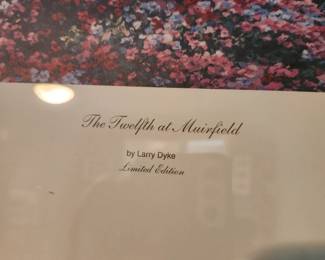 The Twelfth at Muirfield
by Larry Dyke
Limited Edition